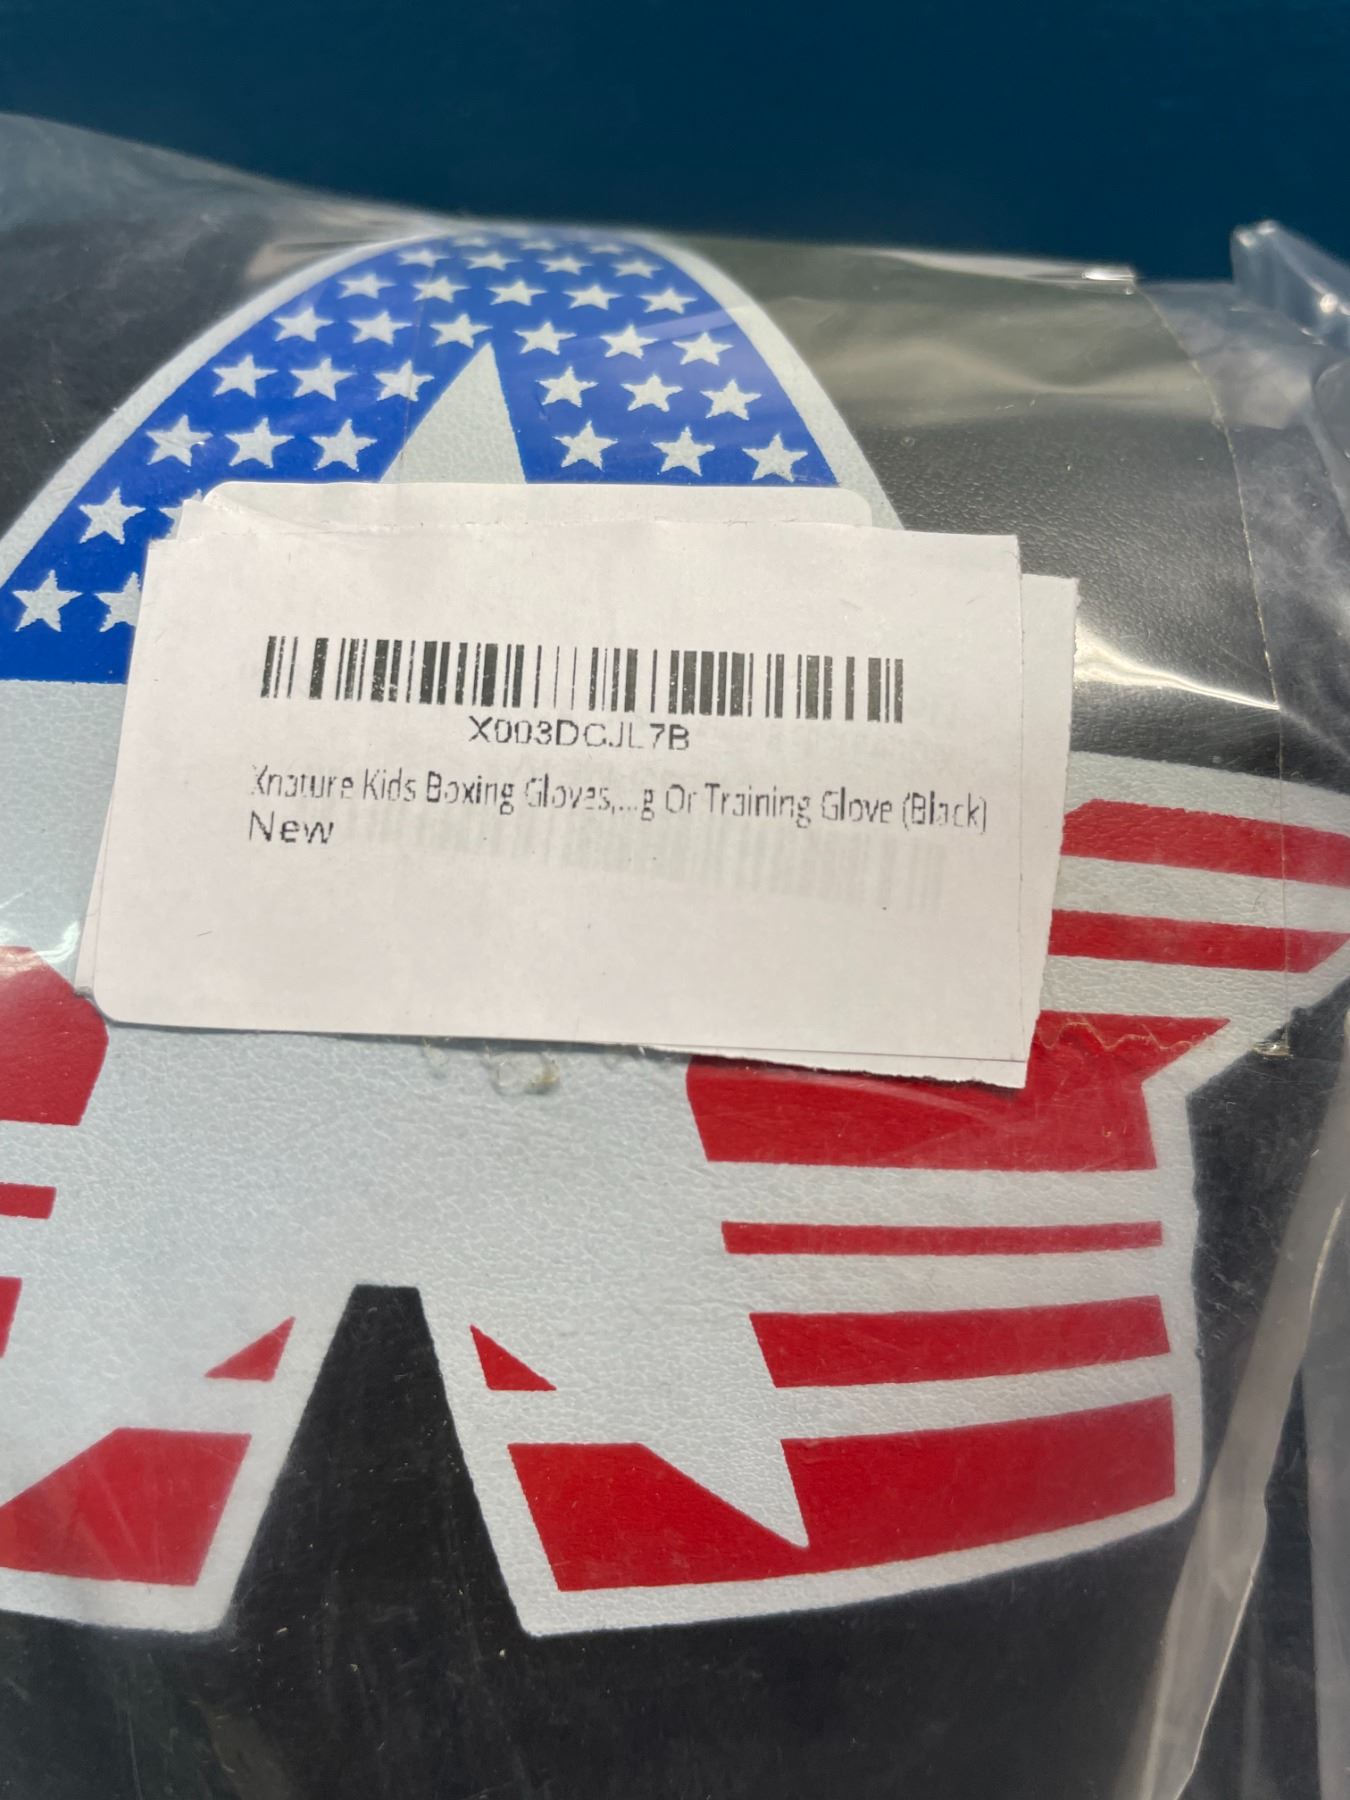 X003DCJL7B
Xnature Kids Boxing Gloves,...g Or Training Glove (Black)
New